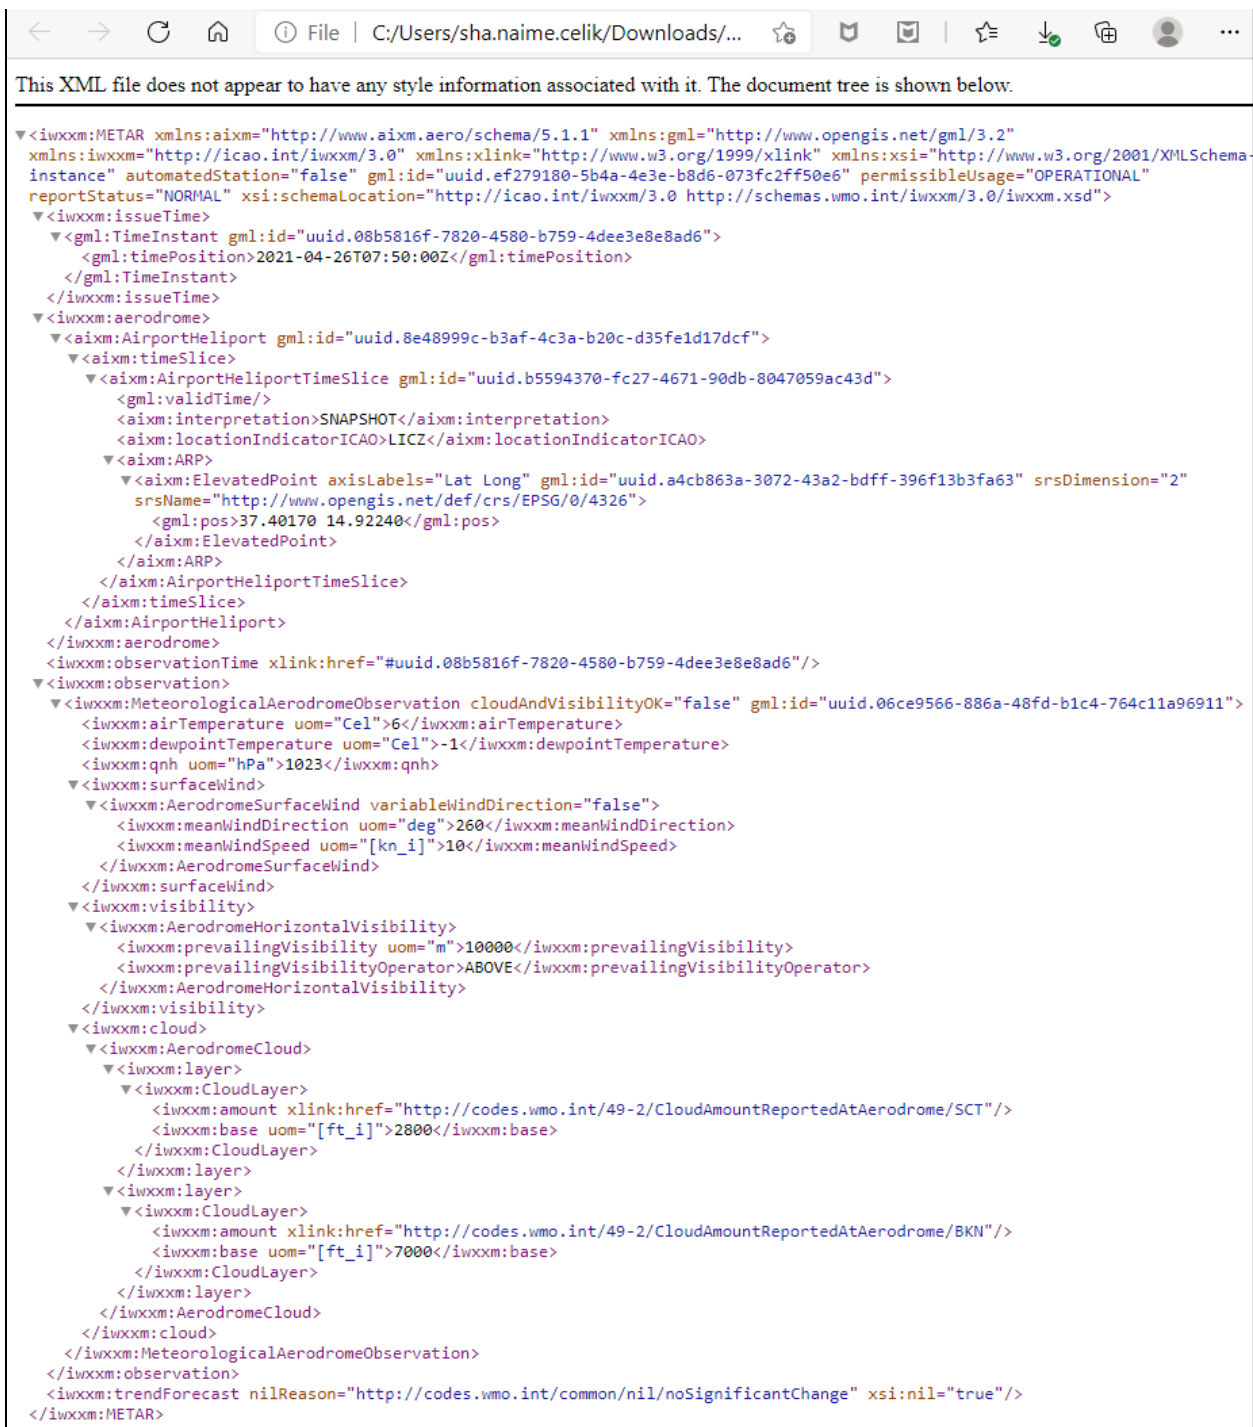 File | C:/Users/sha.naime.celik/Downloads/...
This XML file does not appear to have any style information associated with it. The document tree is shown below.
▼<iwxxm:METAR xmlns:aixm="http://www.aixm.aero/schema/5.1.1" xmlns:gml="http://www.opengis.net/gml/3.2"
xmlns:iwxxm="http://icao.int/iwxxm/3.0" xmlns:xlink="http://www.w3.org/1999/xlink" xmlns:xsi="http://www.w3.org/2001/XMLSchema-
instance" automatedStation="false" gml:id="uuid.ef279180-5b4a-4e3e-b8d6-073fc2ff50e6" permissibleUsage="OPERATIONAL"
reportStatus="NORMAL" xsi:schemaLocation="http://icao.int/iwxxm/3.0 http://schemas.wmo.int/iwxxm/3.0/iwxxm.xsd">
▼<iwxxm:issueTime>
▼<gml:TimeInstant gml:id="uuid.08b5816f-7820-4580-b759-4dee3e8e8ad6">
<gml:timePosition>2021-04-26T07:50:00Z</gml:timePosition>
</gml:TimeInstant>
</iwxxm:issueTime>
▼<iwxxm:aerodrome>
▼<aixm:AirportHeliport gml:id="uuid.8e48999c-b3af-4c3a-b20c-d35fe1d17dcf">
▼<aixm:timeSlice>
▼<aixm:AirportHeliportTimeSlice gml:id="uuid.b5594370-fc27-4671-90db-8047059ac43d">
<gml:validTime/>
<aixm:interpretation>SNAPSHOT</aixm:interpretation>
<aixm:locationIndicatorICAO>LICZ</aixm:locationIndicatorICAO>
▼<aixm:ARP>
▼<aixm:ElevatedPoint axisLabels="Lat Long" gml:id="uuid.a4cb863a-3072-43a2-bdff-396f13b3fa63" srsDimension="2"
srsName="http://www.opengis.net/def/crs/EPSG/0/4326">
<gml:pos>37.40170 14.92240</gml:pos>
</aixm:ElevatedPoint>
</aixm:ARP>
</aixm:AirportHeliportTimeSlice>
</aixm:timeSlice>
</aixm:AirportHeliport>
</iwxxm:aerodrome>
<iwxxm:observationTime xlink:href="#uuid.08b5816f-7820-4580-b759-4dee3e8e8ad6"/>
▼<iwxxm:observation>
▼<iwxxm:MeteorologicalAerodromeObservation cloudAndVisibilityOK="false" gml:id="uuid.06ce9566-886a-48fd-b1c4-764c11a96911">
<iwxxm:airTemperature uom="Cel">6</iwxxm:airTemperature>
<iwxxm:dewpointTemperature uom="Cel">-1</iwxxm:dewpointTemperature>
<iwxxm:qnh uom="hPa">1023</iwxxm:qnh>
▼<iwxxm:surfaceWind>
▼<iwxxm:AerodromeSurfaceWind variableWindDirection="false">
<iwxxm:meanWindDirection uom="deg">260</iwxxm:meanWindDirection>
<iwxxm:meanWindSpeed uom="[kn_i]">10</iwxxm:meanWindSpeed>
</iwxxm:AerodromeSurfaceWind>
</iwxxm:surfaceWind>
▼<iwxxm:visibility>
▼<iwxxm:AerodromeHorizontalVisibility>
<iwxxm:prevailingVisibility uom="m">10000</iwxxm:prevailingVisibility>
<iwxxm:prevailingVisibilityOperator>ABOVE</iwxxm:prevailingVisibilityOperator>
</iwxxm:AerodromeHorizontalVisibility>
</iwxxm:visibility>
▼<iwxxm:cloud>
▼<iwxxm:AerodromeCloud>
▼<iwxxm:layer>
▼<iwxxm:CloudLayer>
<iwxxm:amount xlink:href="http://codes.wmo.int/49-2/CloudAmountReportedAtAerodrome/SCT"/>
<iwxxm:base uom="[ft_i]">2800</iwxxm:base>
</iwxxm:CloudLayer>
</iwxxm:layer>
▼<iwxxm:layer>
▼<iwxxm:CloudLayer>
<iwxxm:amount xlink:href="http://codes.wmo.int/49-2/CloudAmountReportedAtAerodrome/BKN"/>
<iwxxm:base uom="[ft_i]">7000</iwxxm:base>
</iwxxm:CloudLayer>
</iwxxm:layer>
</iwxxm:AerodromeCloud>
</iwxxm:cloud>
</iwxxm:MeteorologicalAerodromeObservation>
</iwxxm:observation>
<iwxxm:trendForecast nilReason="http://codes.wmo.int/common/nil/noSignificantChange" xsi:nil="true"/>
</iwxxm:METAR>